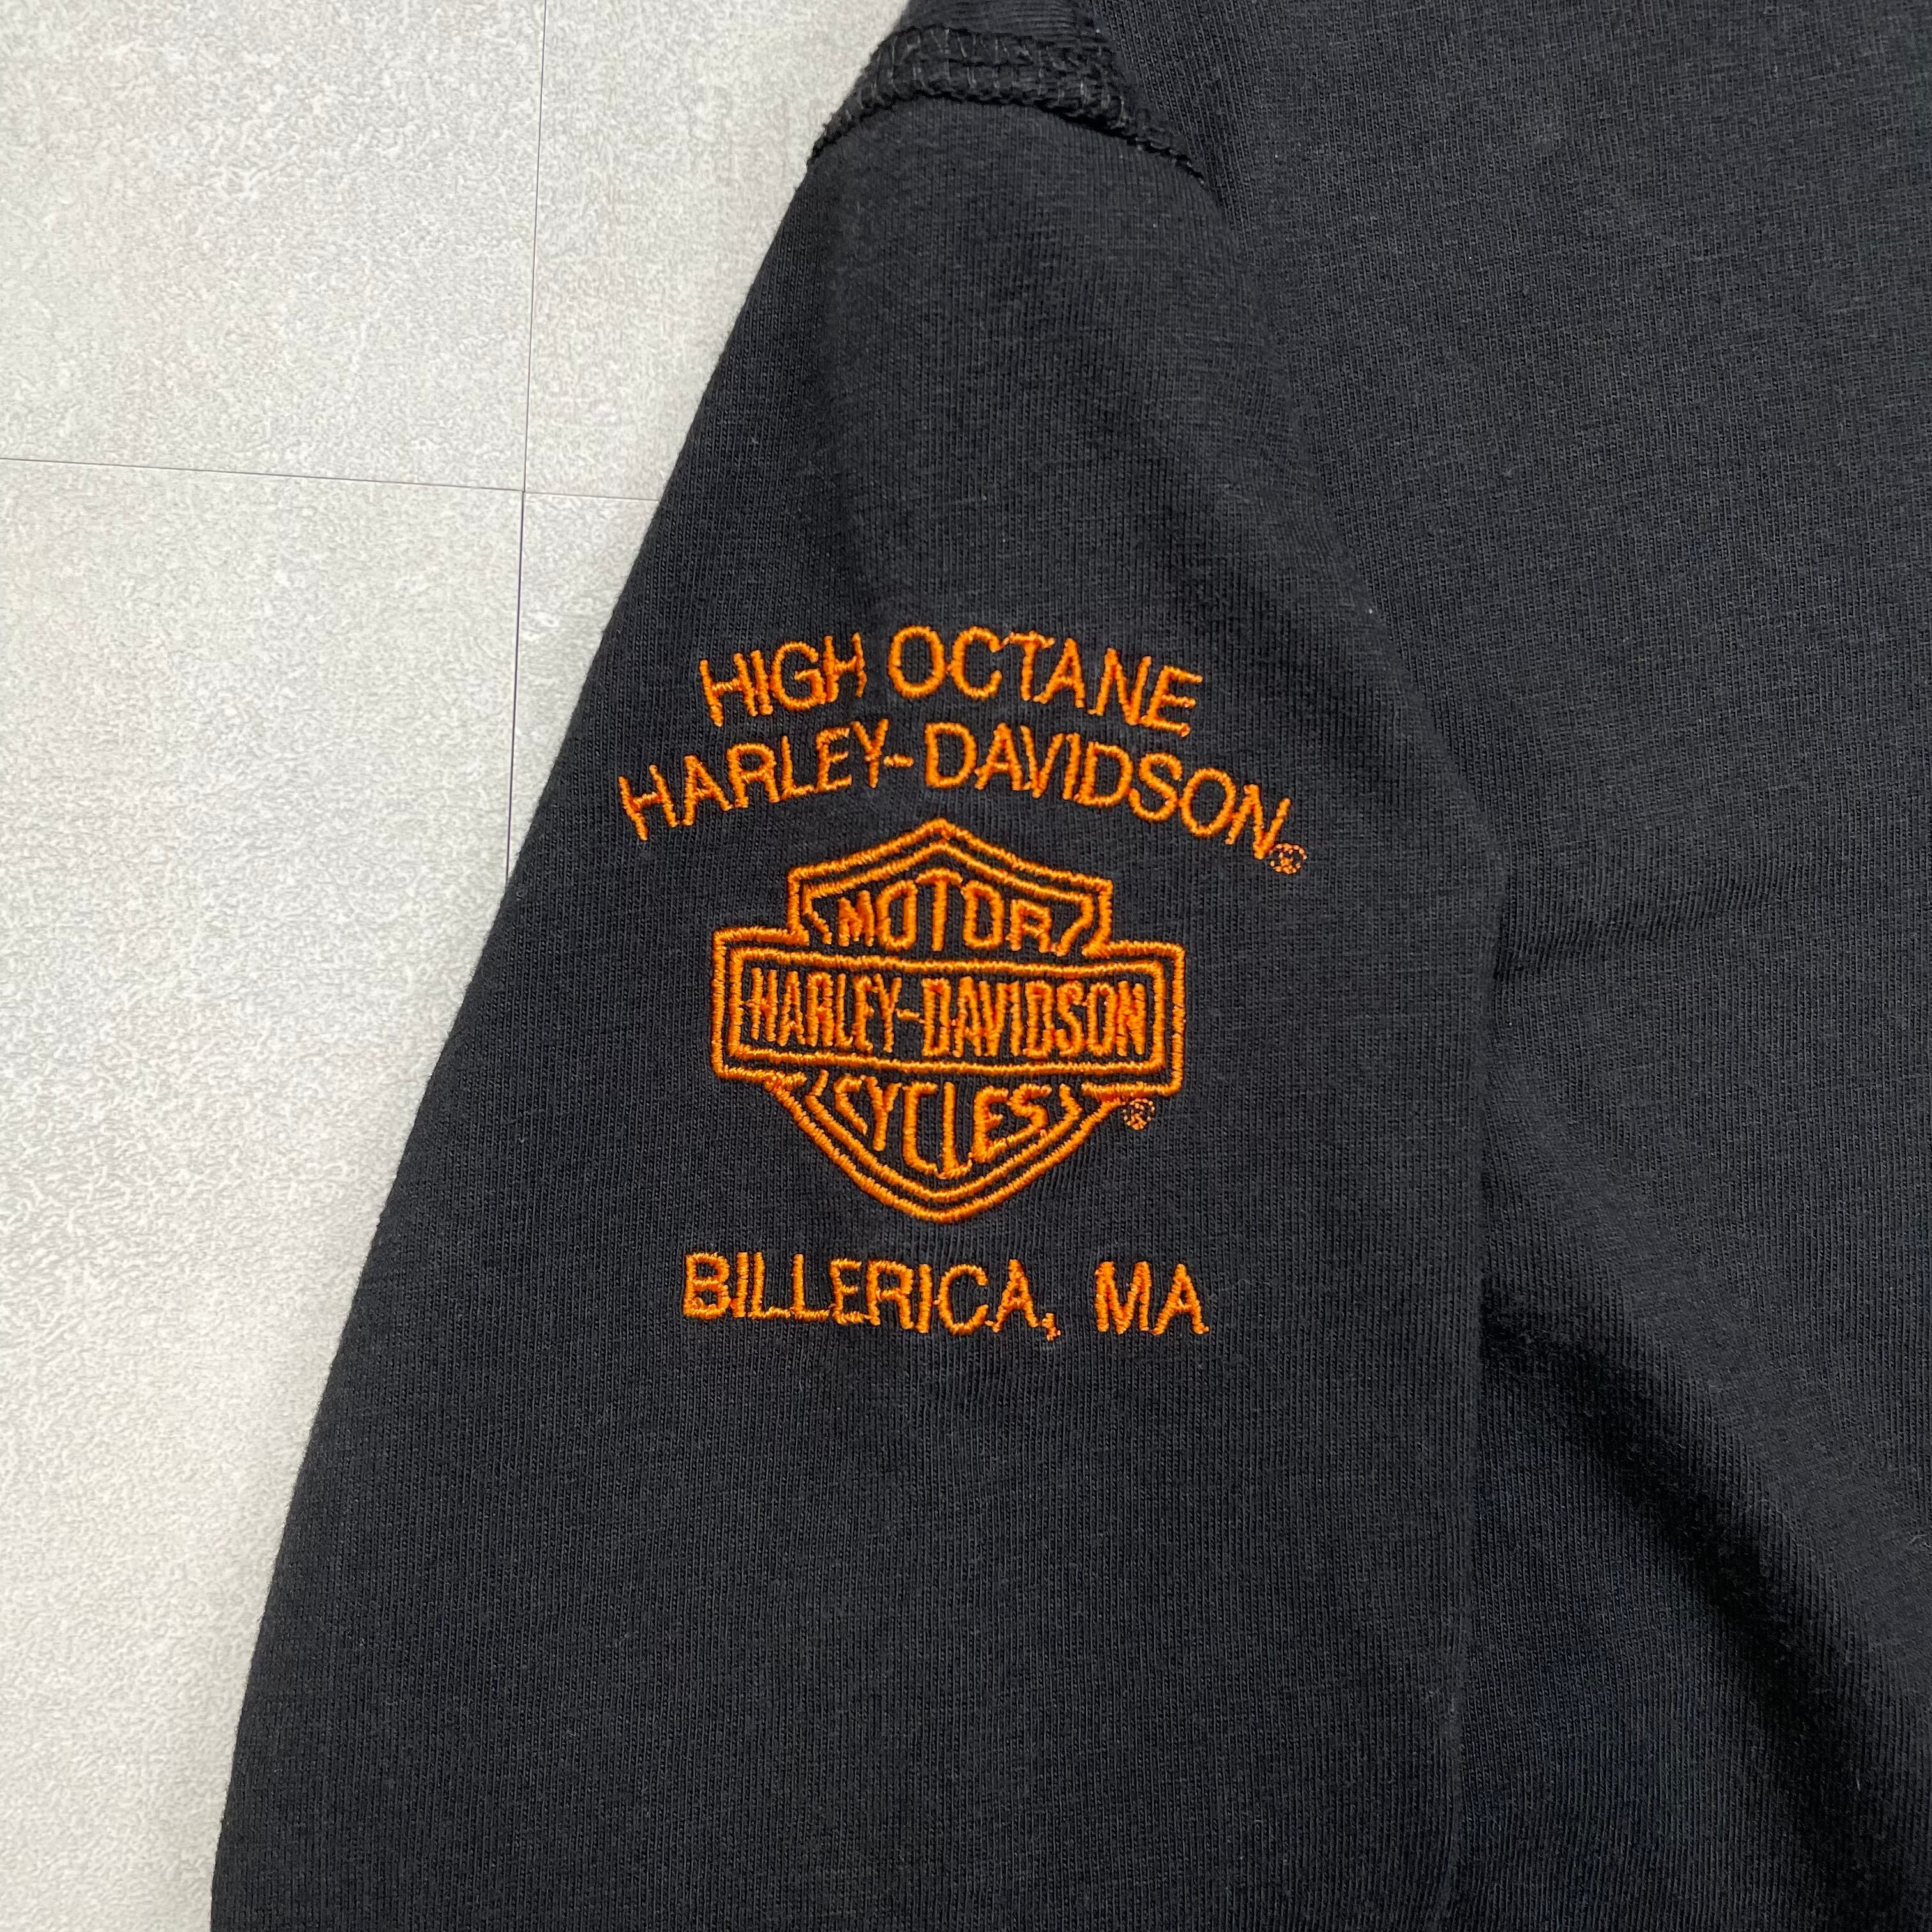 HIGH OCTANE
HARLEY-DAVIDSON®
MOTOR
HARLEY-DAVIDSON
CYCLES
®
BILLERICA, MA